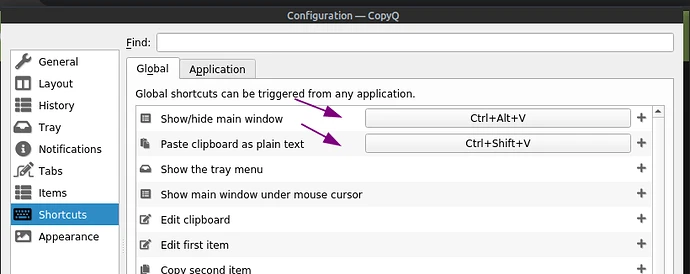 Configuration — CopyQ
Find:
General
Layout
History
Tray
Notifications
Tabs
Items
Shortcuts
Appearance
Global Application
Global shortcuts can be triggered from any application.
Show/hide main window Ctrl+Alt+V
Paste clipboard as plain text Ctrl+Shift+V
Show the tray menu
Show main window under mouse cursor
Edit clipboard
Edit first item
Copy second item